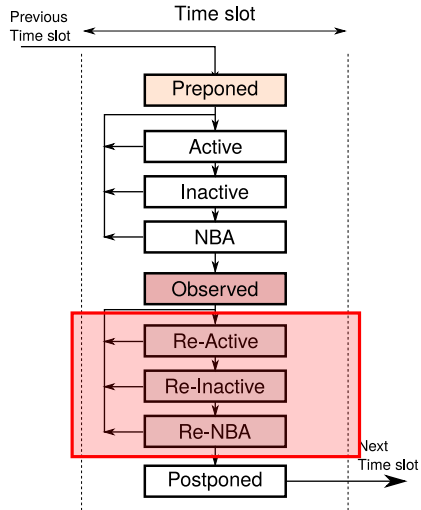 Time slot
Previous
Time slot
Preponed
Active
Inactive
NBA
Observed
Re-Active
Re-Inactive
Re-NBA
Postponed
Next
Time slot